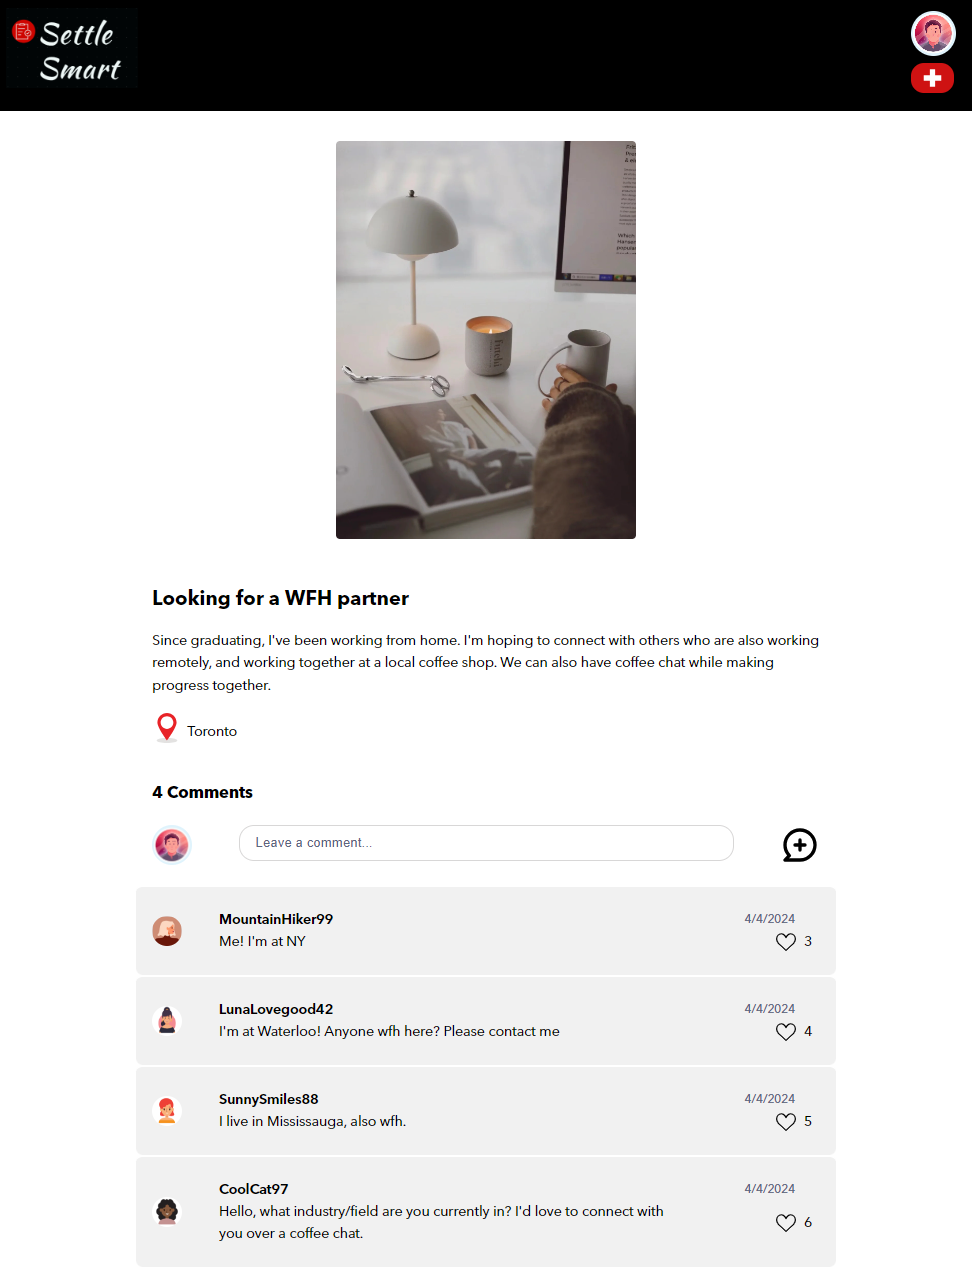 Settle
Smart
Which
Looking for a WFH partner
Since graduating, I've been working from home. I'm hoping to connect with others who are also working
remotely, and working together at a local coffee shop. We can also have coffee chat while making
progress together.
Toronto
4 Comments
Leave a comment...
MountainHiker99
4/4/2024
Me! I'm at NY
3
LunaLovegood42
4/4/2024
I'm at Waterloo! Anyone wfh here? Please contact me
4
SunnySmiles88
4/4/2024
I live in Mississauga, also wfh.
5
CoolCat97
4/4/2024
Hello, what industry/field are you currently in? I'd love to connect with
you over a coffee chat.
6